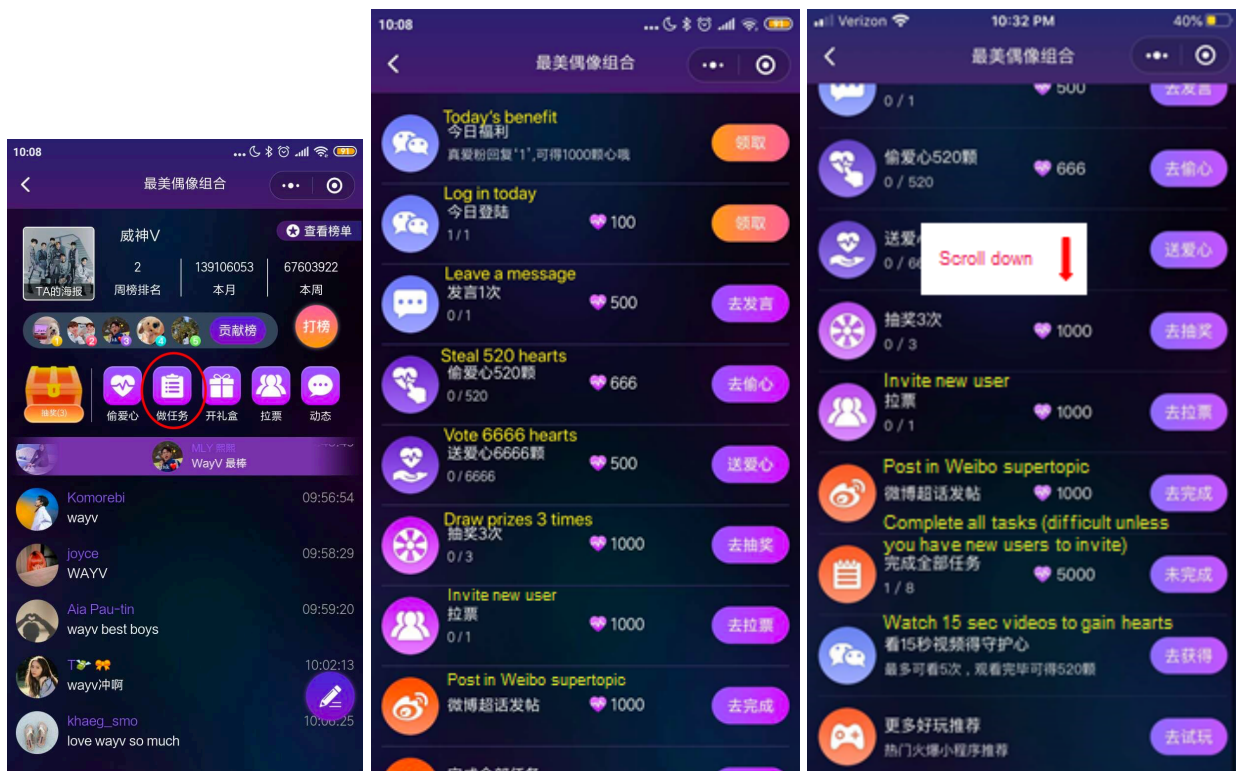 10:08
最美偶像组合
威神V
查看榜单
2
139106053
67603922
TA的海报
周榜排名
本月
本周
贡献榜
打榜
抽奖(3)
偷爱心
做任务
开礼盒
拉票
动态
MLY 熊熊
WayV 最棒
Komorebi
09:56:54
wayv
joyce
09:58:29
WAYV
Aia Pau-tin
09:59:20
wayv best boys
10:02:13
wayv冲啊
khaeg_smo
love wayv so much
10:08
最美偶像组合
Today's benefit
今日福利
真爱粉回复'1',可得1000颗心哦
领取
Log in today
今日登陆
1/1
100
领取
Leave a message
发言1次
0/1
500
去发言
Steal 520 hearts
偷爱心520颗
0/520
666
去偷心
Vote 6666 hearts
送爱心6666颗
0/6666
500
送爱心
Draw prizes 3 times
抽奖3次
0/3
1000
去抽奖
Invite new user
拉票
0/1
1000
去拉票
Post in Weibo supertopic
微博超话发帖
1000
去完成
完成全部任务
Verizon
10:32 PM
40%
最美偶像组合
0/1
500
去发言
偷爱心520颗
0/520
666
去偷心
送爱
0/66
送爱心
Scroll down
抽奖3次
0/3
1000
去抽奖
Invite new user
拉票
0/1
1000
去拉票
Post in Weibo supertopic
微博超话发帖
1000
去完成
Complete all tasks (difficult unless
you have new users to invite)
完成全部任务
1/8
5000
未完成
Watch 15 sec videos to gain hearts
看15秒视频得守护心
最多可看5次，观看完毕可得520颗
去获得
更多好玩推荐
热门火爆小程序推荐
去试玩